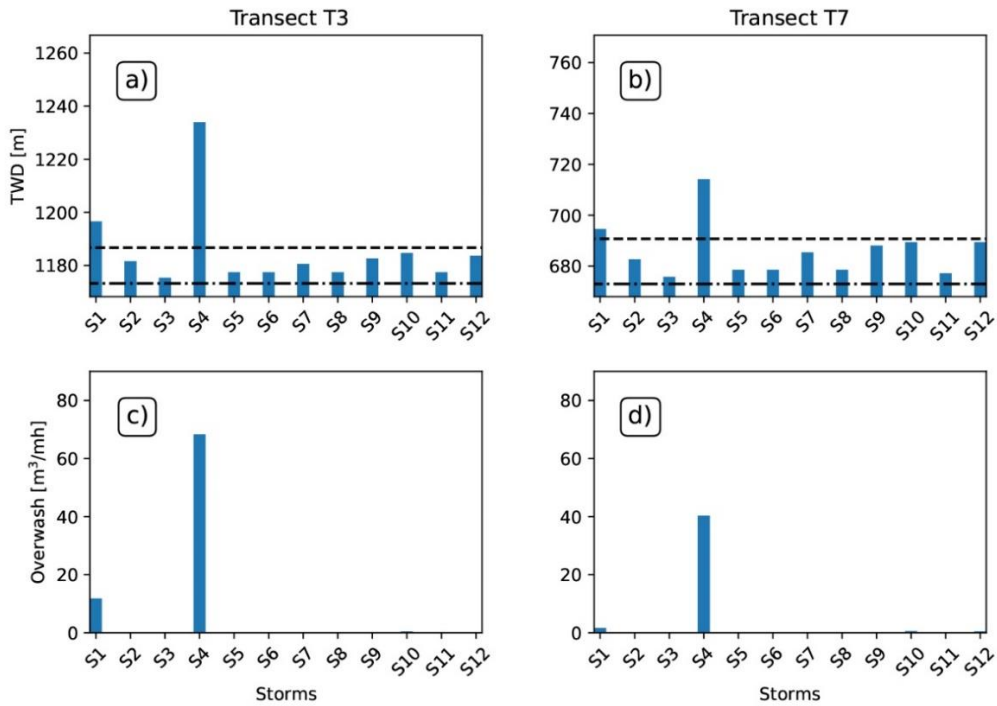 Transect T3
Transect T7
TWD [m]
1260
1240
1220
1200
1180
a)
S1 S2 S3 S4 S5 S6 S7 S8 S9 S10 S11 S12
760
740
720
700
680
b)
S1 S2 S3 S4 S5 S6 S7 S8 S9 S10 S11 S12
Overwash [m³/mh]
80
60
40
20
0
c)
S1 S2 S3 S4 S5 S6 S7 S8 S9 S10 S11 S12
Storms
80
60
40
20
0
d)
S1 S2 S3 S4 S5 S6 S7 S8 S9 S10 S11 S12
Storms